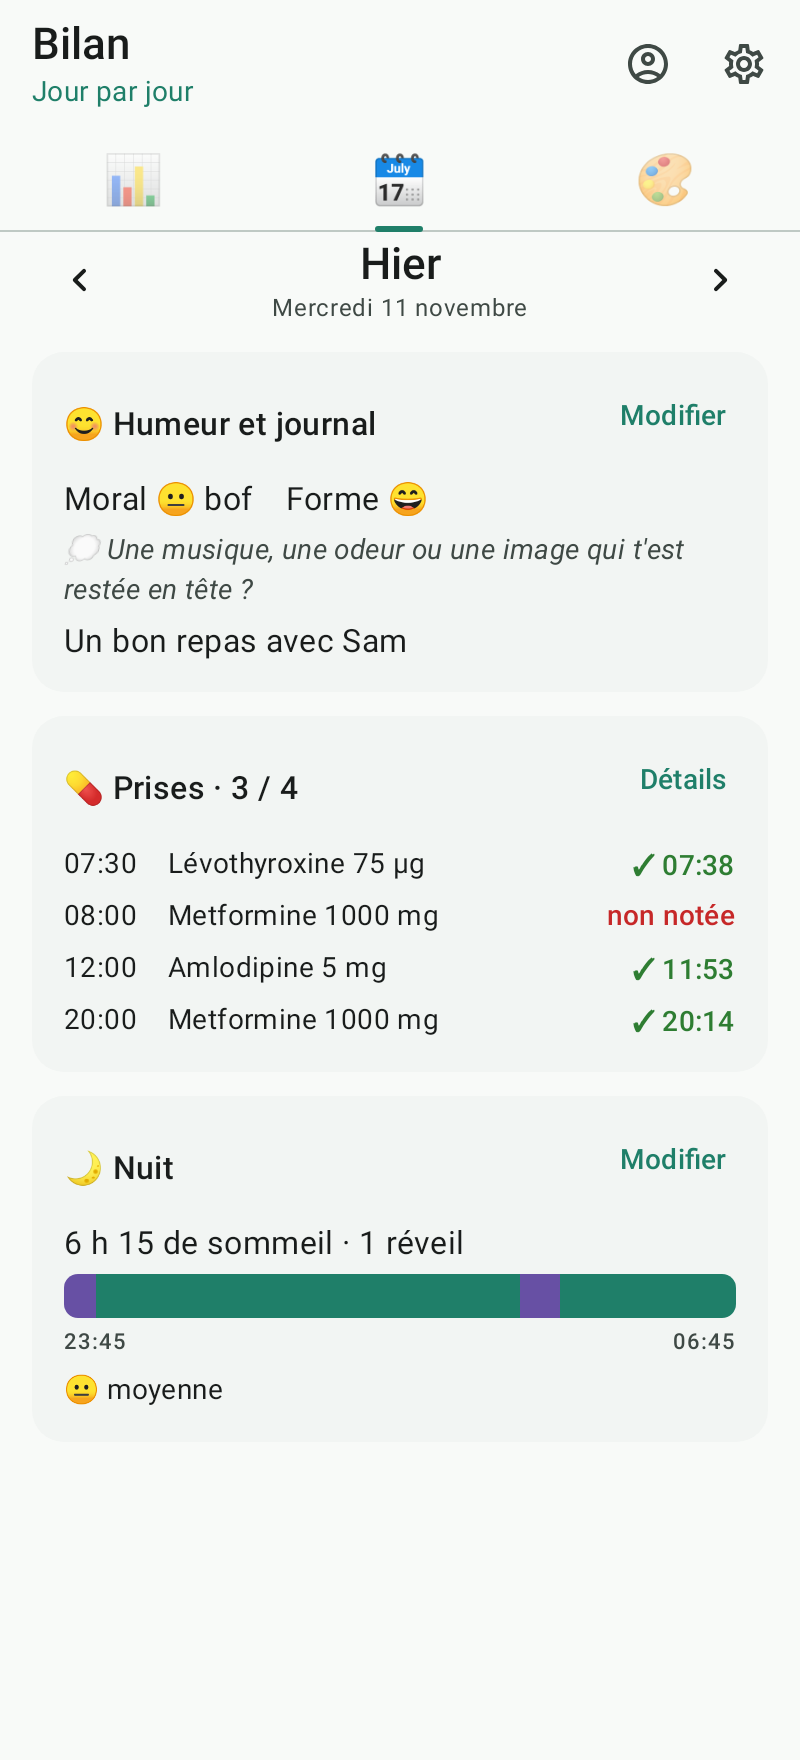 Bilan
Jour par jour
July
17
Hier
Mercredi 11 novembre
😊 Humeur et journal
Modifier
Moral 😐 bof Forme 😄
💭 Une musique, une odeur ou une image qui t'est
restée en tête ?
Un bon repas avec Sam
💊 Prises · 3 / 4
Détails
07:30 Lévothyroxine 75 µg ✓ 07:38
08:00 Metformine 1000 mg non notée
12:00 Amlodipine 5 mg ✓ 11:53
20:00 Metformine 1000 mg ✓ 20:14
🌛 Nuit
Modifier
6 h 15 de sommeil · 1 réveil
23:45 06:45
😐 moyenne